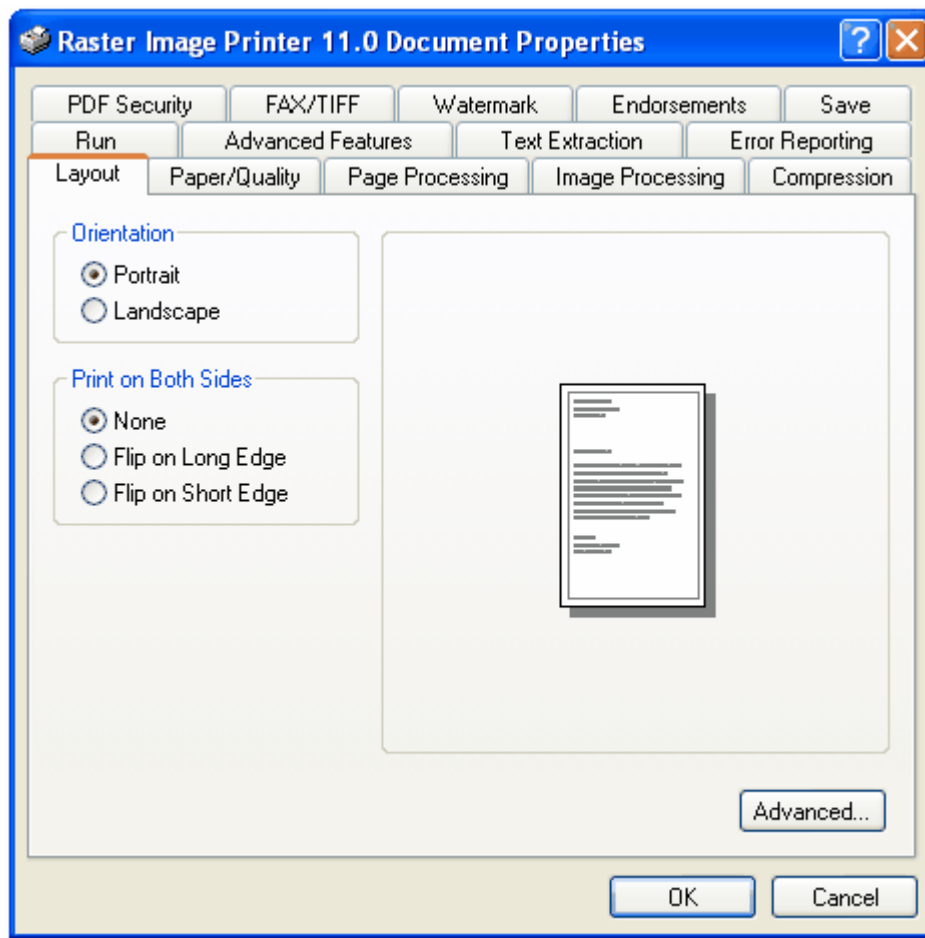 Raster Image Printer 11.0 Document Properties
PDF Security FAX/TIFF Watermark Endorsements Save
Run Advanced Features Text Extraction Error Reporting
Layout Paper/Quality Page Processing Image Processing Compression
Orientation
Portrait
Landscape
Print on Both Sides
None
Flip on Long Edge
Flip on Short Edge
Advanced...
OK Cancel